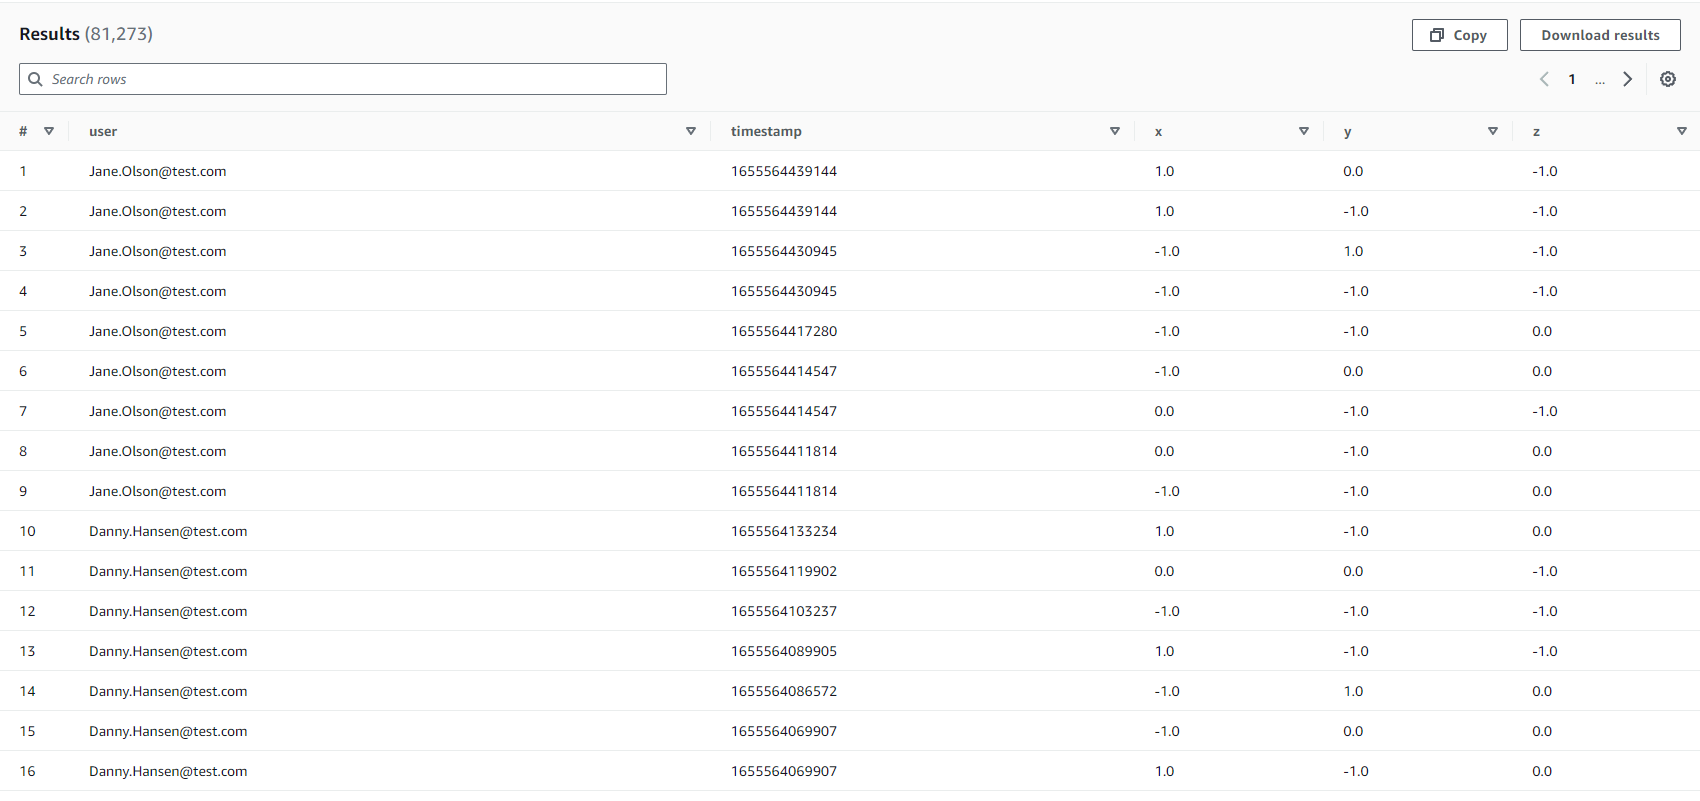 Results (81,273)
Copy
Download results
Search rows
1 ...
# user timestamp x y z
1 Jane.Olson@test.com 1655564439144 1.0 0.0 -1.0
2 Jane.Olson@test.com 1655564439144 1.0 -1.0 -1.0
3 Jane.Olson@test.com 1655564430945 -1.0 1.0 -1.0
4 Jane.Olson@test.com 1655564430945 -1.0 -1.0 -1.0
5 Jane.Olson@test.com 1655564417280 -1.0 -1.0 0.0
6 Jane.Olson@test.com 1655564414547 -1.0 0.0 0.0
7 Jane.Olson@test.com 1655564414547 0.0 -1.0 -1.0
8 Jane.Olson@test.com 1655564411814 0.0 -1.0 0.0
9 Jane.Olson@test.com 1655564411814 -1.0 -1.0 0.0
10 Danny.Hansen@test.com 1655564133234 1.0 -1.0 0.0
11 Danny.Hansen@test.com 1655564119902 0.0 0.0 -1.0
12 Danny.Hansen@test.com 1655564103237 -1.0 -1.0 -1.0
13 Danny.Hansen@test.com 1655564089905 1.0 -1.0 -1.0
14 Danny.Hansen@test.com 1655564086572 -1.0 1.0 0.0
15 Danny.Hansen@test.com 1655564069907 -1.0 0.0 0.0
16 Danny.Hansen@test.com 1655564069907 1.0 -1.0 0.0